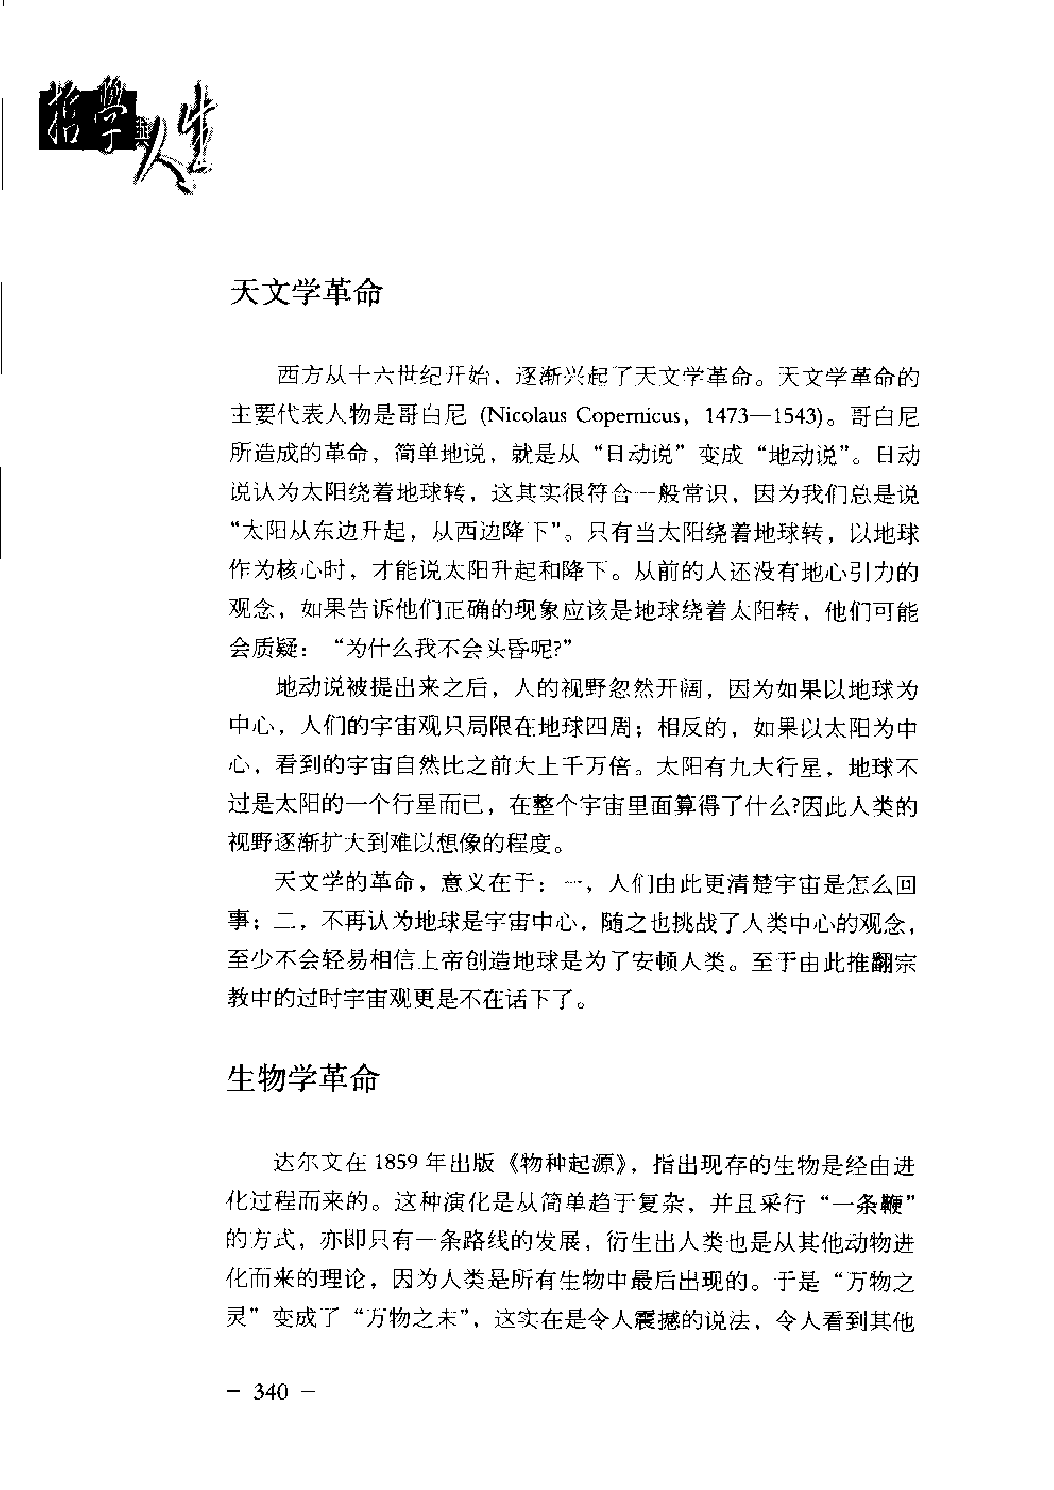 哲學與人生
天文学革命
西方从十六世纪开始，逐渐兴起了天文学革命。天文学革命的
主要代表人物是哥白尼 (Nicolaus Copernicus，1473—1543)。哥白尼
所造成的革命，简单地说，就是从“日动说”变成“地动说”。日动
说认为太阳绕着地球转，这其实很符合一般常识，因为我们总是说
“太阳从东边升起，从西边降下”。只有当太阳绕着地球转，以地球
作为核心时，才能说太阳升起和降下。从前的人还没有地心引力的
观念，如果告诉他们正确的现象应该是地球绕着太阳转，他们可能
会质疑：“为什么我不会头昏呢?”
地动说被提出来之后，人的视野忽然开阔，因为如果以地球为
中心，人们的宇宙观只局限在地球四周；相反的，如果以太阳为中
心，看到的宇宙自然比之前大上千万倍。太阳有九大行星，地球不
过是太阳的一个行星而已，在整个宇宙里面算得了什么?因此人类的
视野逐渐扩大到难以想像的程度。
天文学的革命，意义在于：一，人们由此更清楚宇宙是怎么回
事；二，不再认为地球是宇宙中心，随之也挑战了人类中心的观念，
至少不会轻易相信上帝创造地球是为了安顿人类。至于由此推翻宗
教中的过时宇宙观更是不在话下了。
生物学革命
达尔文在 1859 年出版《物种起源》，指出现存的生物是经由进
化过程而来的。这种演化是从简单趋于复杂，并且采行“一条鞭”
的方式，亦即只有一条路线的发展，衍生出人类也是从其他动物进
化而来的理论，因为人类是所有生物中最后出现的。于是“万物之
灵”变成了“万物之末”，这实在是令人震撼的说法，令人看到其他
－ 340 －